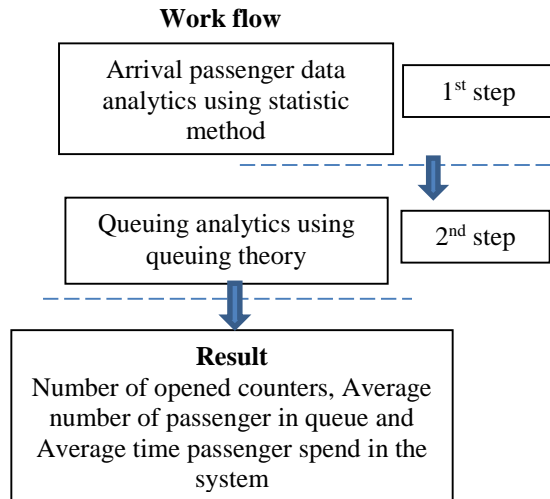 Work flow
Arrival passenger data
analytics using statistic
method
1st step
Queuing analytics using
queuing theory
2nd step
Result
Number of opened counters, Average
number of passenger in queue and
Average time passenger spend in the
system